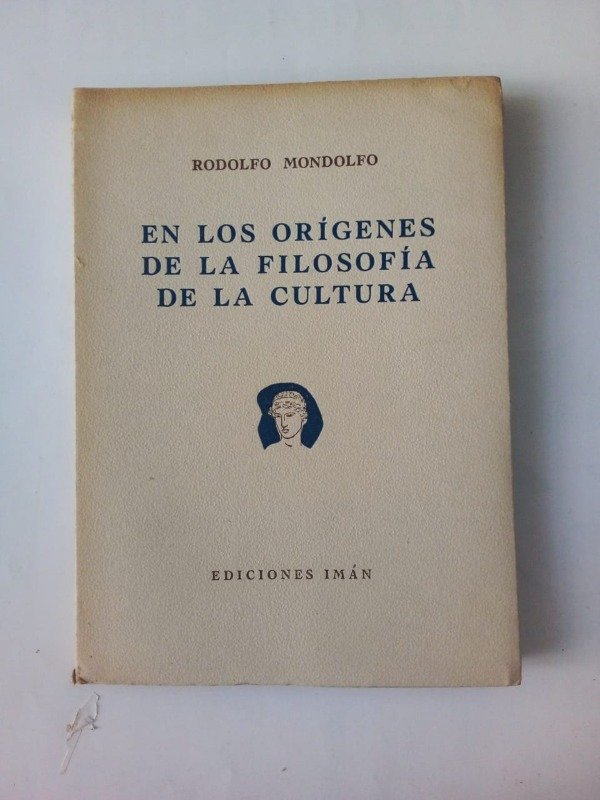 RODOLFO MONDOLFO
EN LOS ORÍGENES
DE LA FILOSOFÍA
DE LA CULTURA
EDICIONES IMÁN